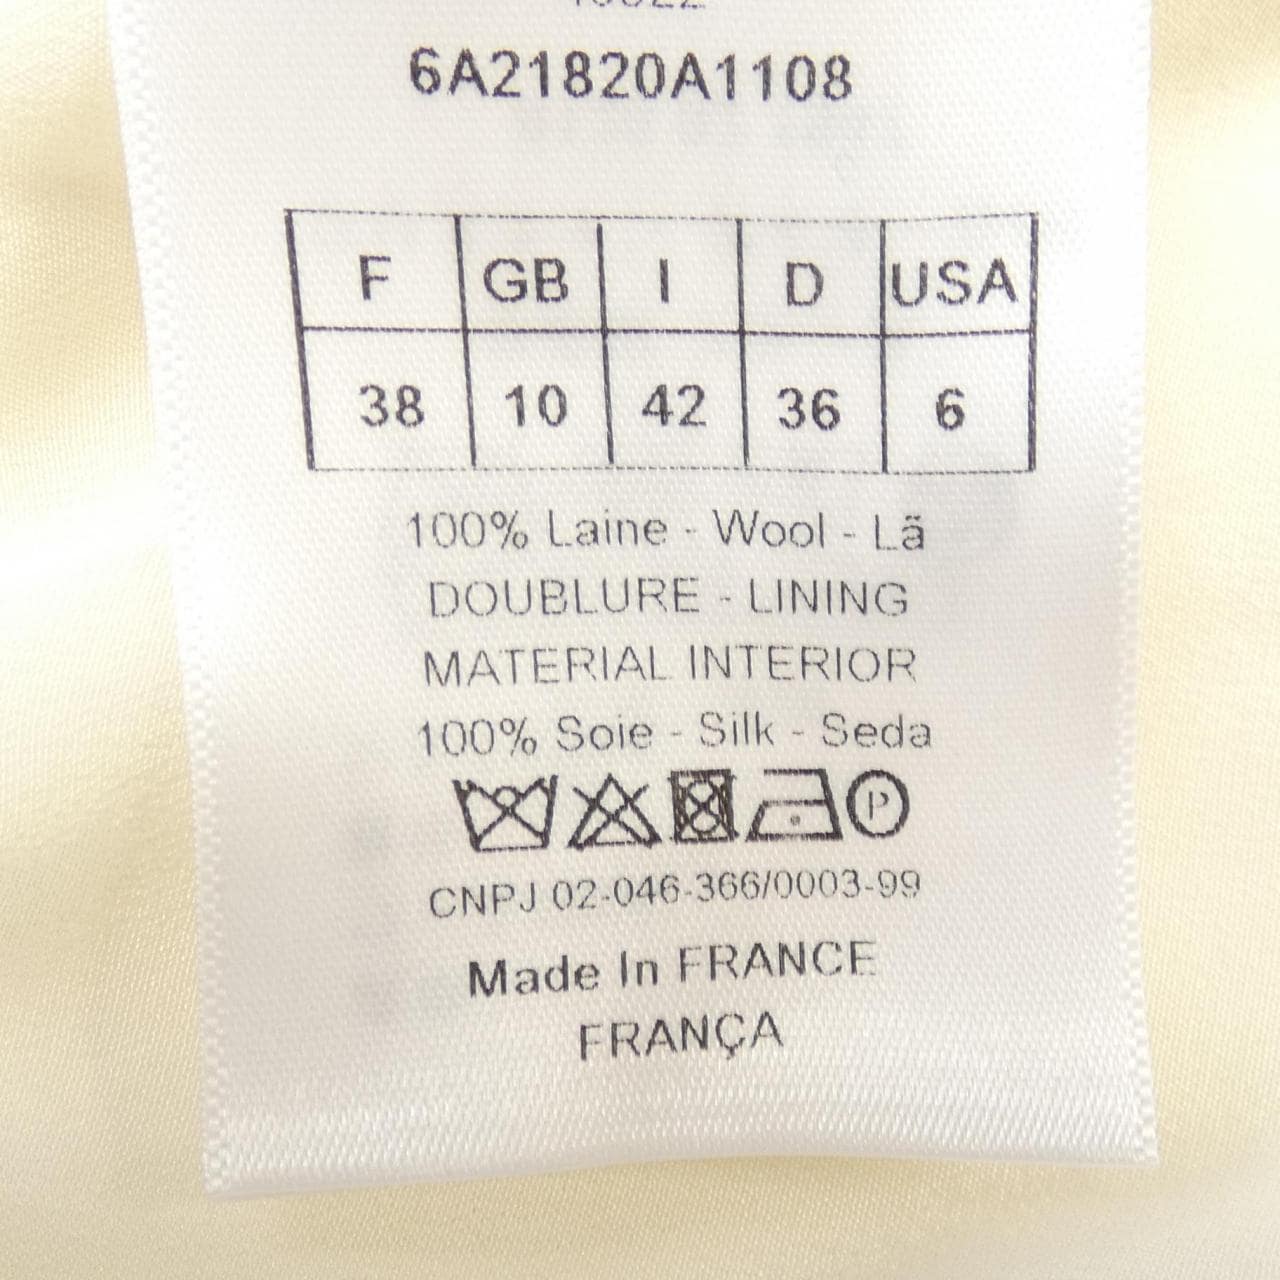 6A21820A1108
F GB I D USA
38 10 42 36 6
100% Laine - Wool - Lã
DOUBLURE - LINING
MATERIAL INTERIOR
100% Soie - Silk - Seda
P
CNPJ 02-046-366/0003-99
Made In FRANCE
FRANÇA